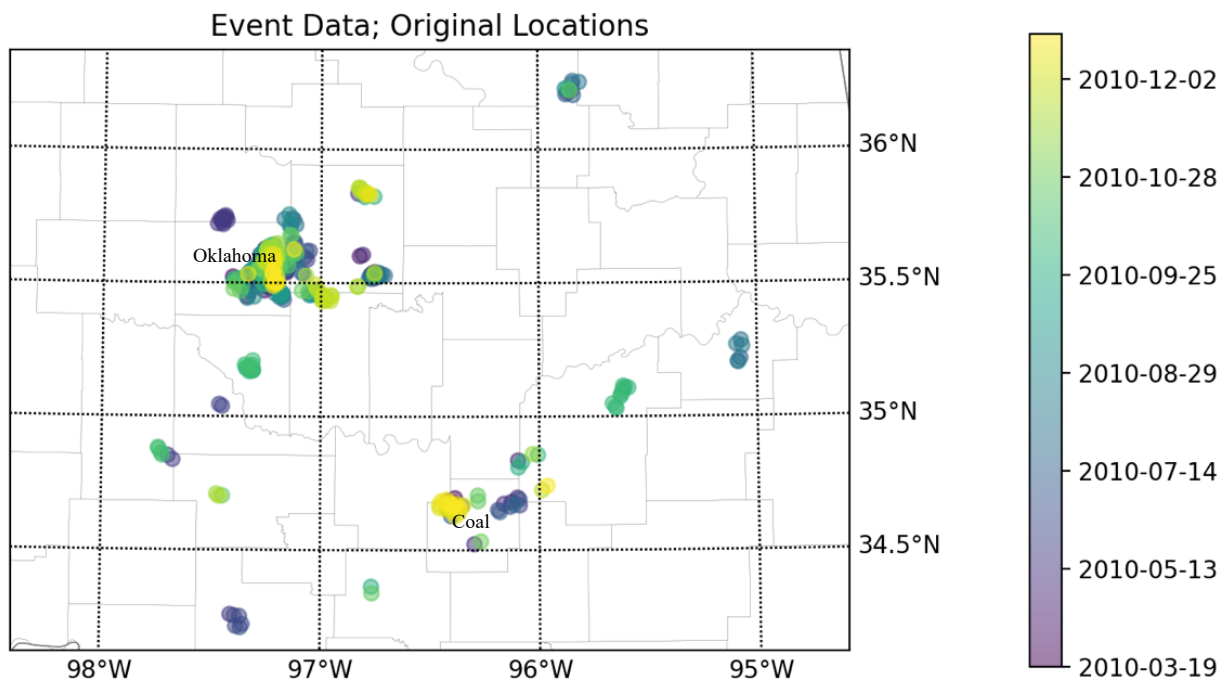 Event Data; Original Locations
2010-12-02
36°N
2010-10-28
Oklahoma
35.5°N
2010-09-25
2010-08-29
35°N
2010-07-14
Coal
34.5°N
2010-05-13
98°W
97°W
96°W
95°W
2010-03-19